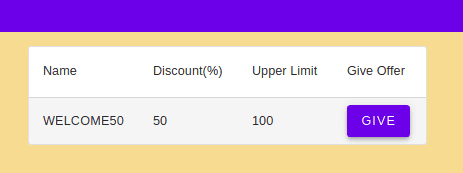 Name Discount(%) Upper Limit Give Offer
WELCOME50 50 100 GIVE